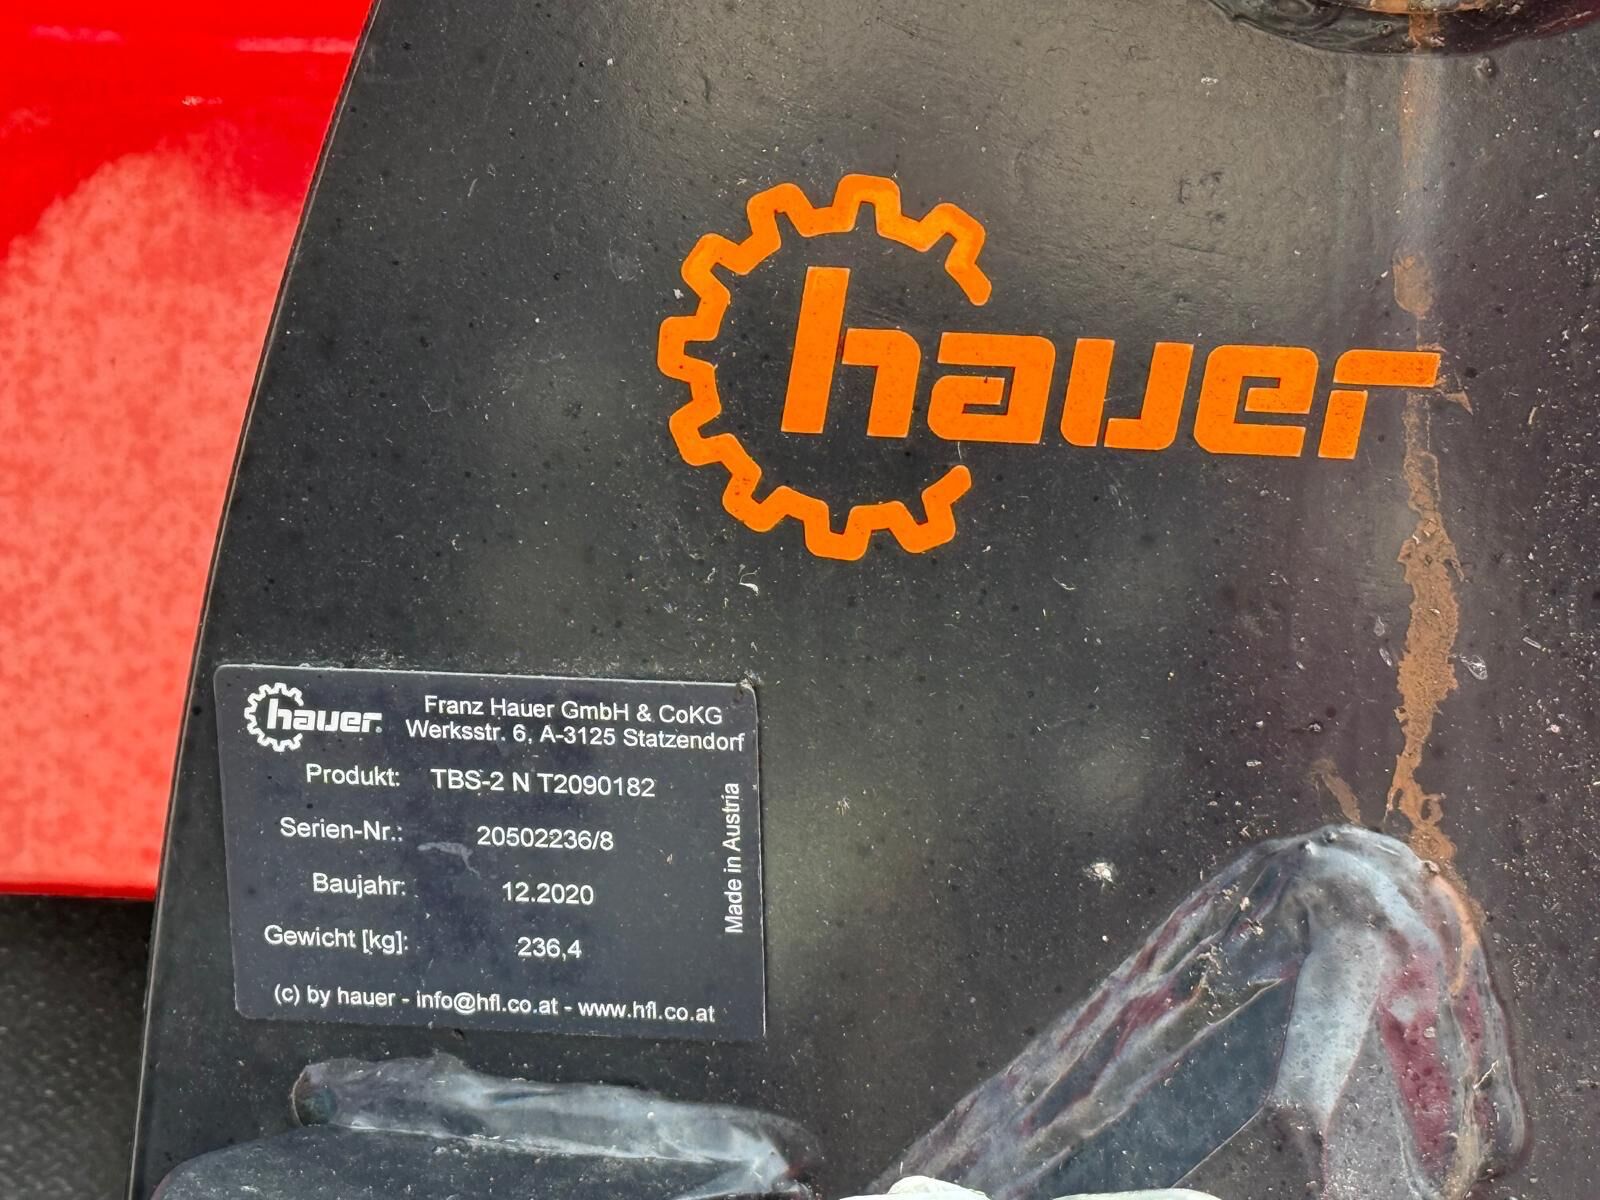 hauer
hauer
Franz Hauer GmbH & CoKG
Werksstr. 6, A-3125 Statzendorf
Produkt: TBS-2 N T2090182
Serien-Nr.: 20502236/8
Baujahr: 12.2020
Gewicht [kg]: 236,4
Made in Austria
(c) by hauer - info@hfl.co.at - www.hfl.co.at